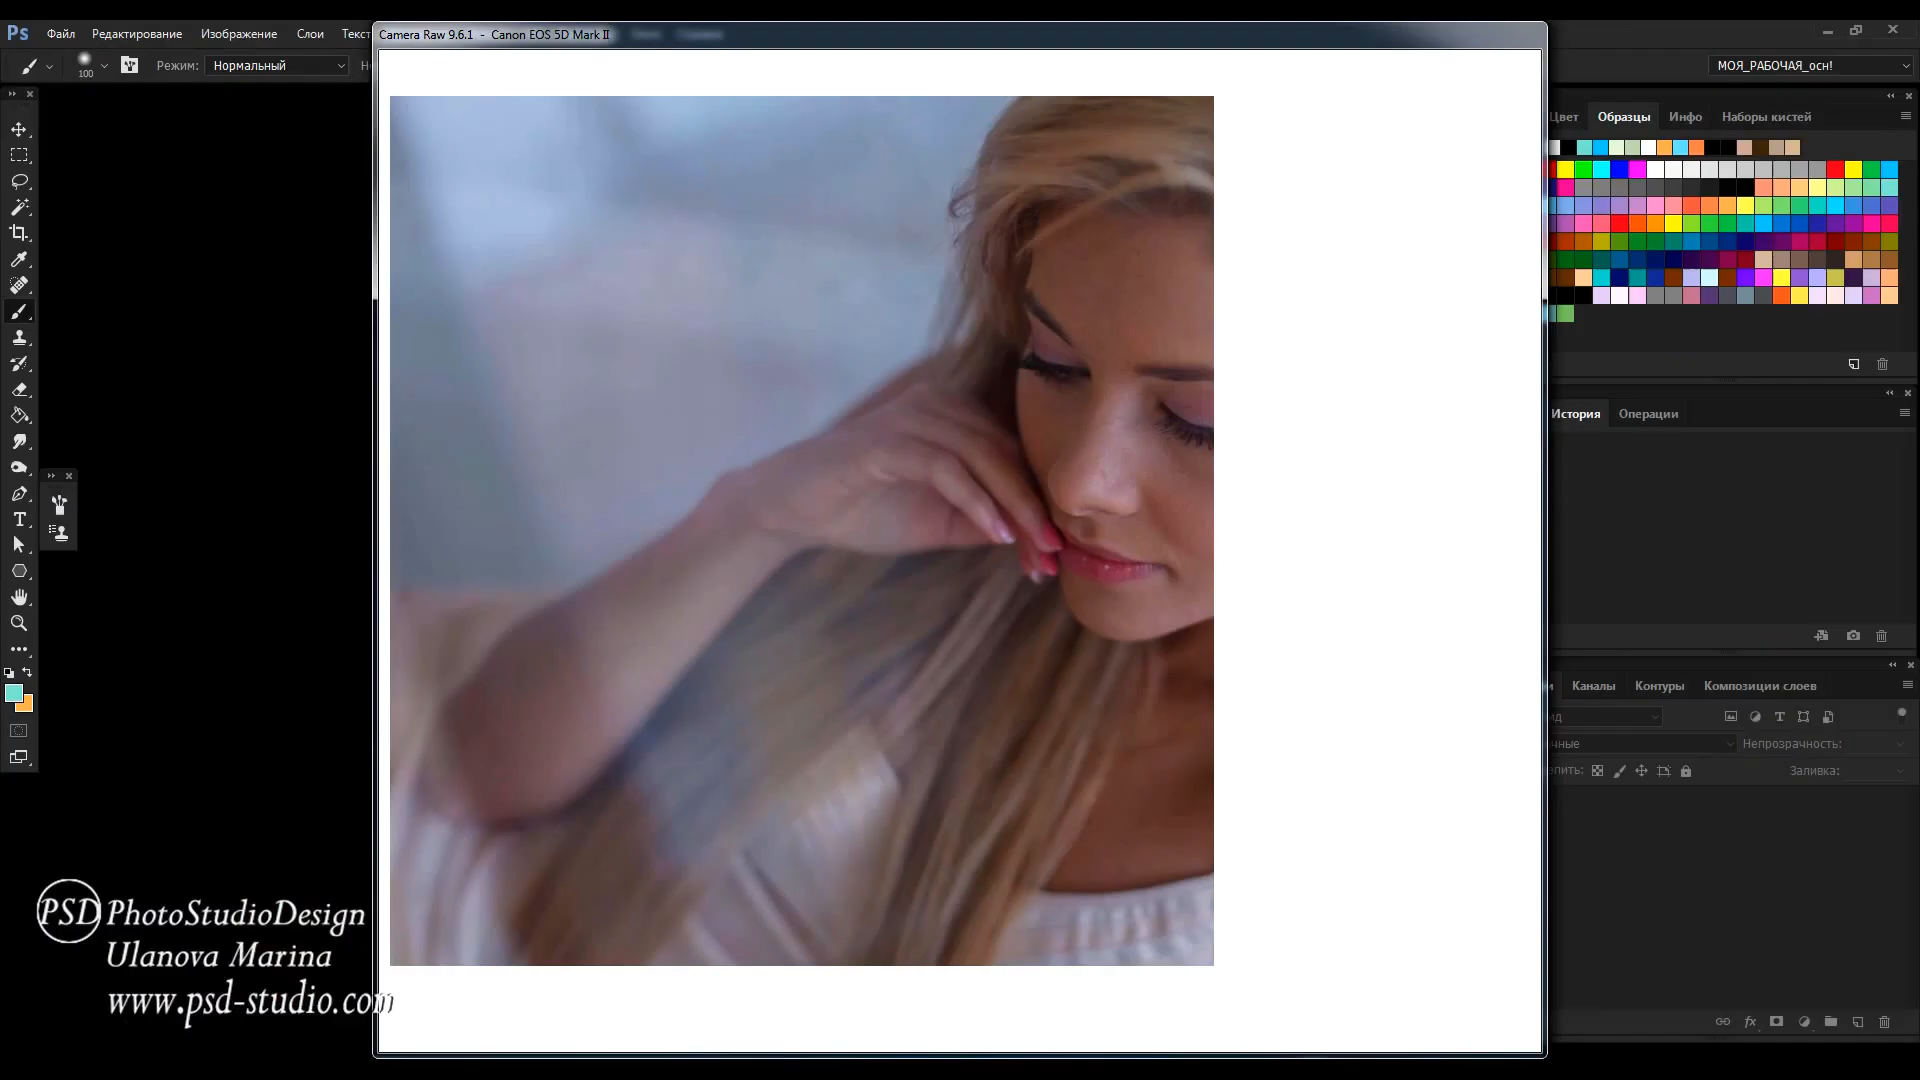 Ps Файл Редактирование Изображение Слои Текст
Camera Raw 9.6.1 - Canon EOS 5D Mark II
100 Режим: Нормальный
МОЯ_РАБОЧАЯ_осн!
Цвет Образцы Инфо Наборы кистей
История Операции
Каналы Контуры Композиции слоев
Непрозрачность:
Заливка:
PSD PhotoStudioDesign
Ulanova Marina
www.psd-studio.com